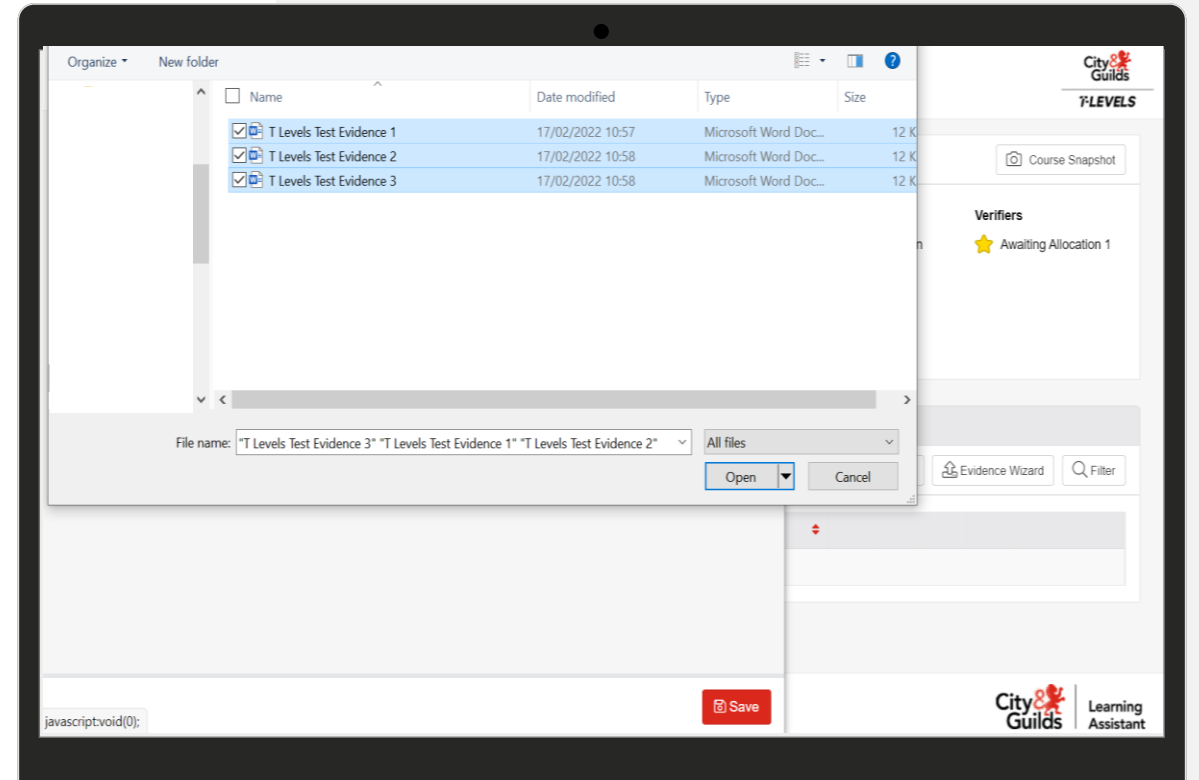 Organize New folder
Name Date modified Type Size
T Levels Test Evidence 1 17/02/2022 10:57 Microsoft Word Doc... 12 K
T Levels Test Evidence 2 17/02/2022 10:58 Microsoft Word Doc... 12 K
T Levels Test Evidence 3 17/02/2022 10:58 Microsoft Word Doc... 12 K
File name: "T Levels Test Evidence 3" "T Levels Test Evidence 1" "T Levels Test Evidence 2" All files
Open Cancel
City&
Guilds
T-LEVELS
Course Snapshot
Verifiers
n Awaiting Allocation 1
Evidence Wizard Filter
Save
javascript:void(0);
City&
Guilds
Learning
Assistant